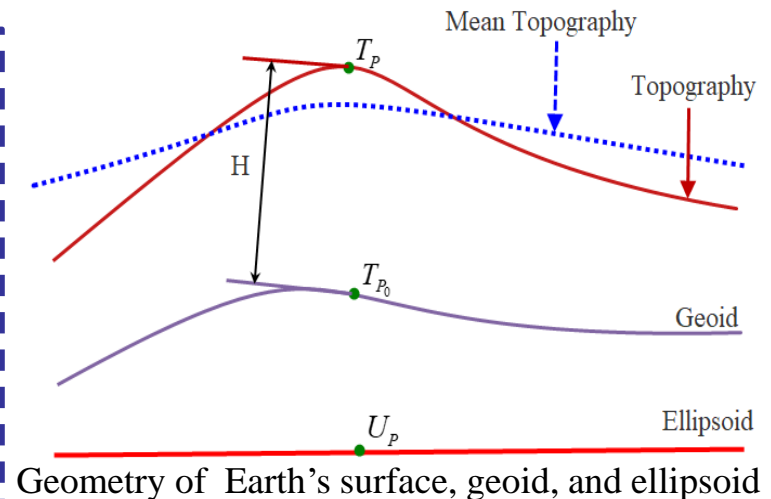 Mean Topography
T_P
Topography
H
T_{P_0}
Geoid
U_P
Ellipsoid
Geometry of Earth's surface, geoid, and ellipsoid